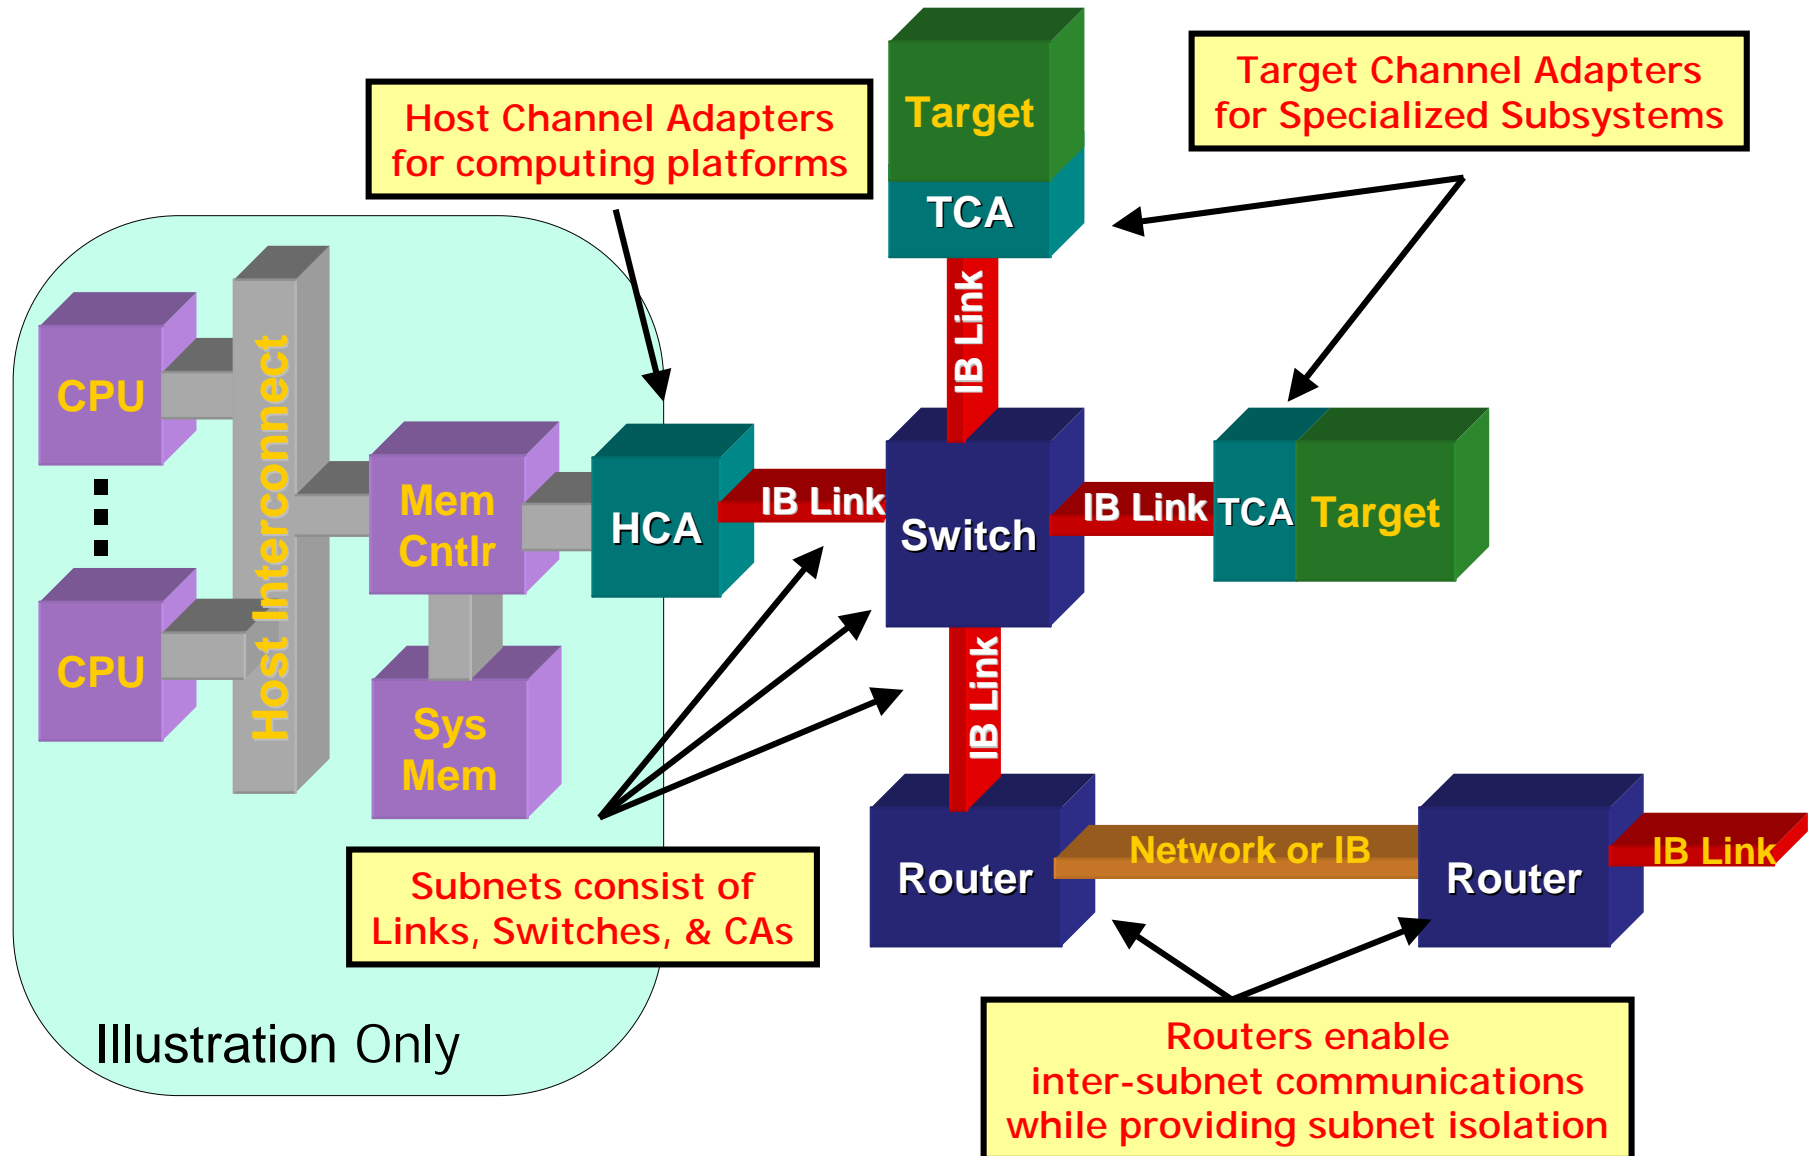 Target
TCA
Target Channel Adapters
for Specialized Subsystems
Host Channel Adapters
for computing platforms
IB Link
CPU
CPU
Host Interconnect
Mem
Cntlr
Sys
Mem
HCA
IB Link
Switch
IB Link
TCA
Target
IB Link
Router
Network or IB
Router
IB Link
Subnets consist of
Links, Switches, & CAs
Illustration Only
Routers enable
inter-subnet communications
while providing subnet isolation